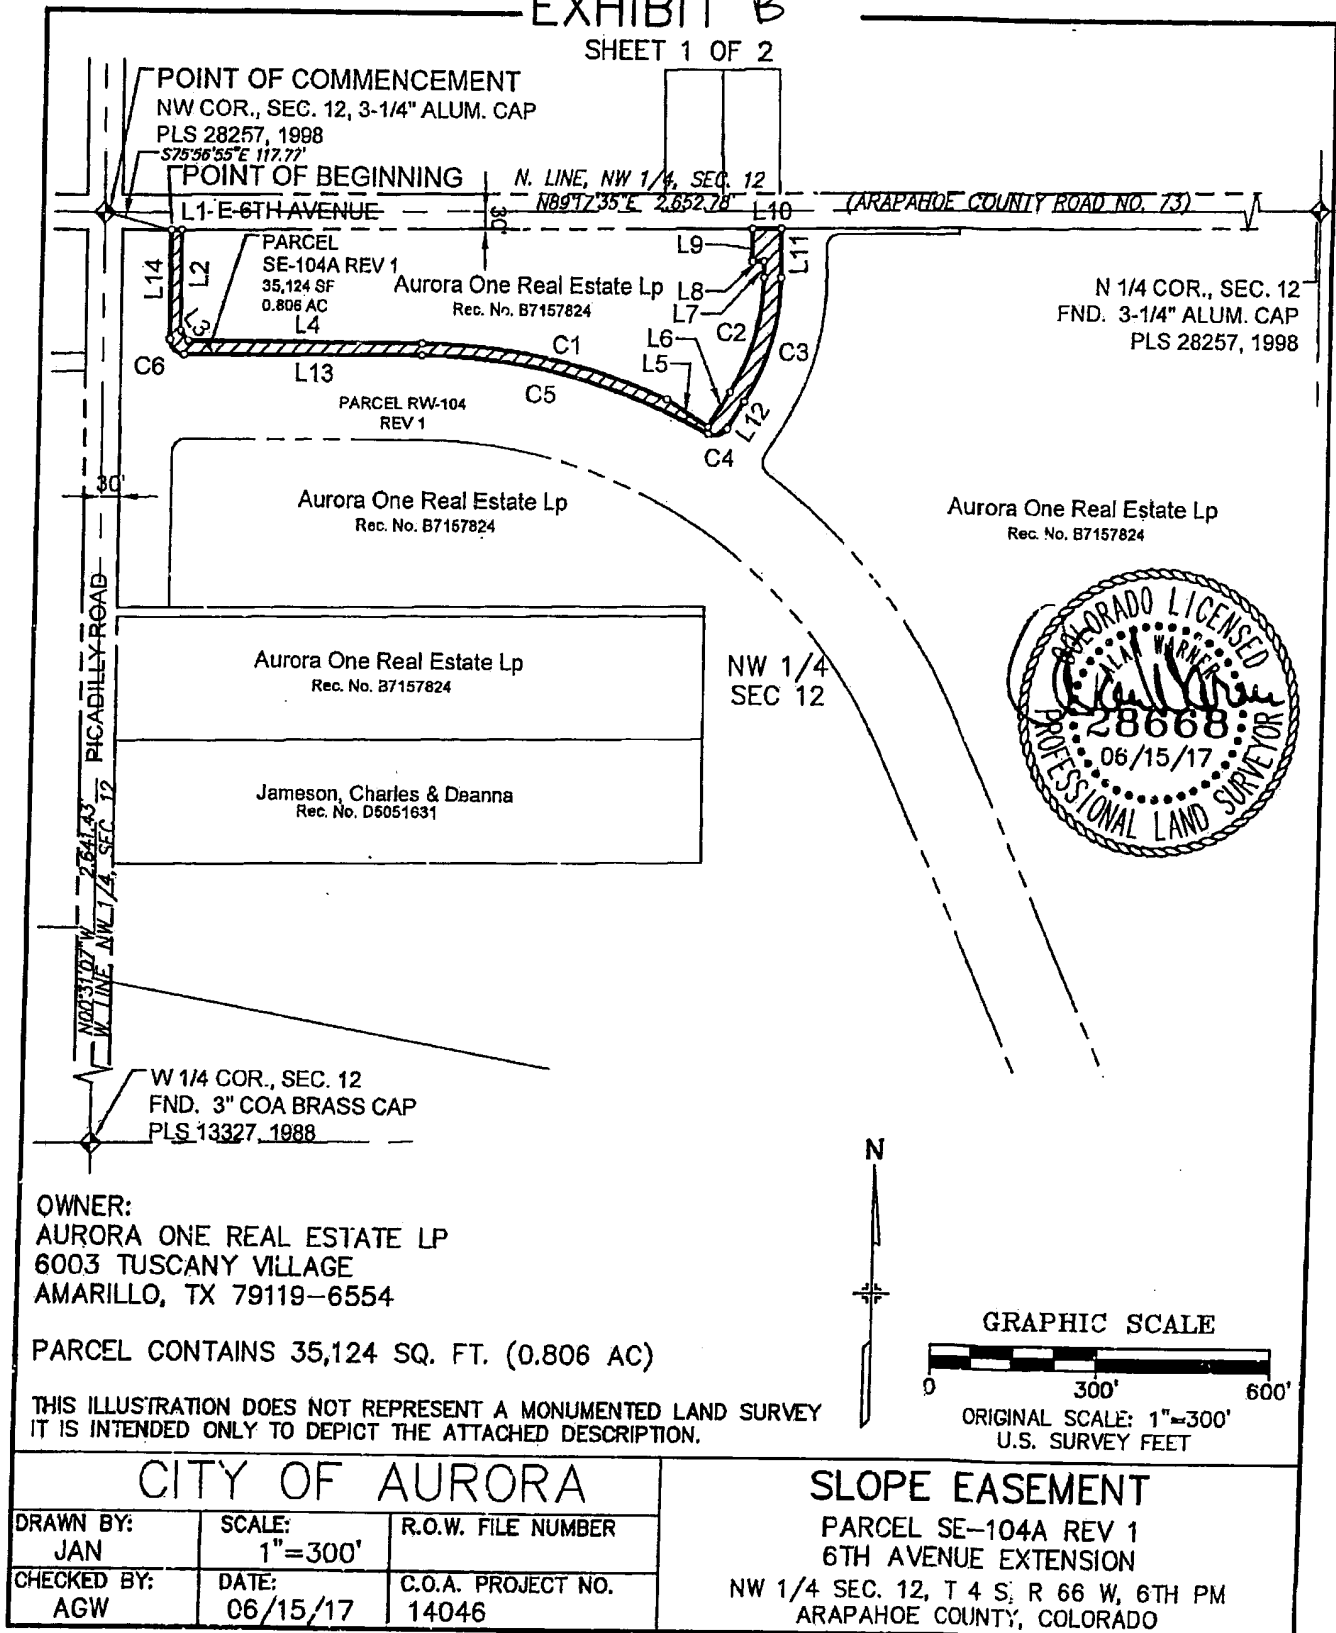 EXHIBIT B
SHEET 1 OF 2
POINT OF COMMENCEMENT
NW COR., SEC. 12, 3-1/4" ALUM. CAP
PLS 28257, 1998
S75°56'55"E 117.77'
POINT OF BEGINNING
N. LINE, NW 1/4, SEC. 12
N89°17'35"E 2,652.78'
(ARAPAHOE COUNTY ROAD NO. 73)
L1 E 6TH AVENUE
30'
L10
L9
L11
L14
L2
PARCEL
SE-104A REV 1
35,124 SF
0.806 AC
Aurora One Real Estate Lp
Rec. No. B7157824
L8
L7
N 1/4 COR., SEC. 12
FND. 3-1/4" ALUM. CAP
PLS 28257, 1998
L3
L4
C1
L6
C2
C3
L5
C6
L13
C5
PARCEL RW-104
REV 1
L12
C4
30'
Aurora One Real Estate Lp
Rec. No. B7157824
Aurora One Real Estate Lp
Rec. No. B7157824
PICADILLY ROAD
Aurora One Real Estate Lp
Rec. No. B7157824
NW 1/4
SEC 12
COLORADO LICENSED
ALAN WARNER
28668
06/15/17
PROFESSIONAL LAND SURVEYOR
Jameson, Charles & Deanna
Rec. No. D5051631
N00°31'07"W 2,641.43'
W. LINE, NW 1/4, SEC. 12
W 1/4 COR., SEC. 12
FND. 3" COA BRASS CAP
PLS 13327, 1988
N
OWNER:
AURORA ONE REAL ESTATE LP
6003 TUSCANY VILLAGE
AMARILLO, TX 79119-6554
PARCEL CONTAINS 35,124 SQ. FT. (0.806 AC)
THIS ILLUSTRATION DOES NOT REPRESENT A MONUMENTED LAND SURVEY
IT IS INTENDED ONLY TO DEPICT THE ATTACHED DESCRIPTION.
GRAPHIC SCALE
0 300' 600'
ORIGINAL SCALE: 1"=300'
U.S. SURVEY FEET
CITY OF AURORA
DRAWN BY:
JAN
SCALE:
1"=300'
R.O.W. FILE NUMBER
CHECKED BY:
AGW
DATE:
06/15/17
C.O.A. PROJECT NO.
14046
SLOPE EASEMENT
PARCEL SE-104A REV 1
6TH AVENUE EXTENSION
NW 1/4 SEC. 12, T 4 S, R 66 W, 6TH PM
ARAPAHOE COUNTY, COLORADO